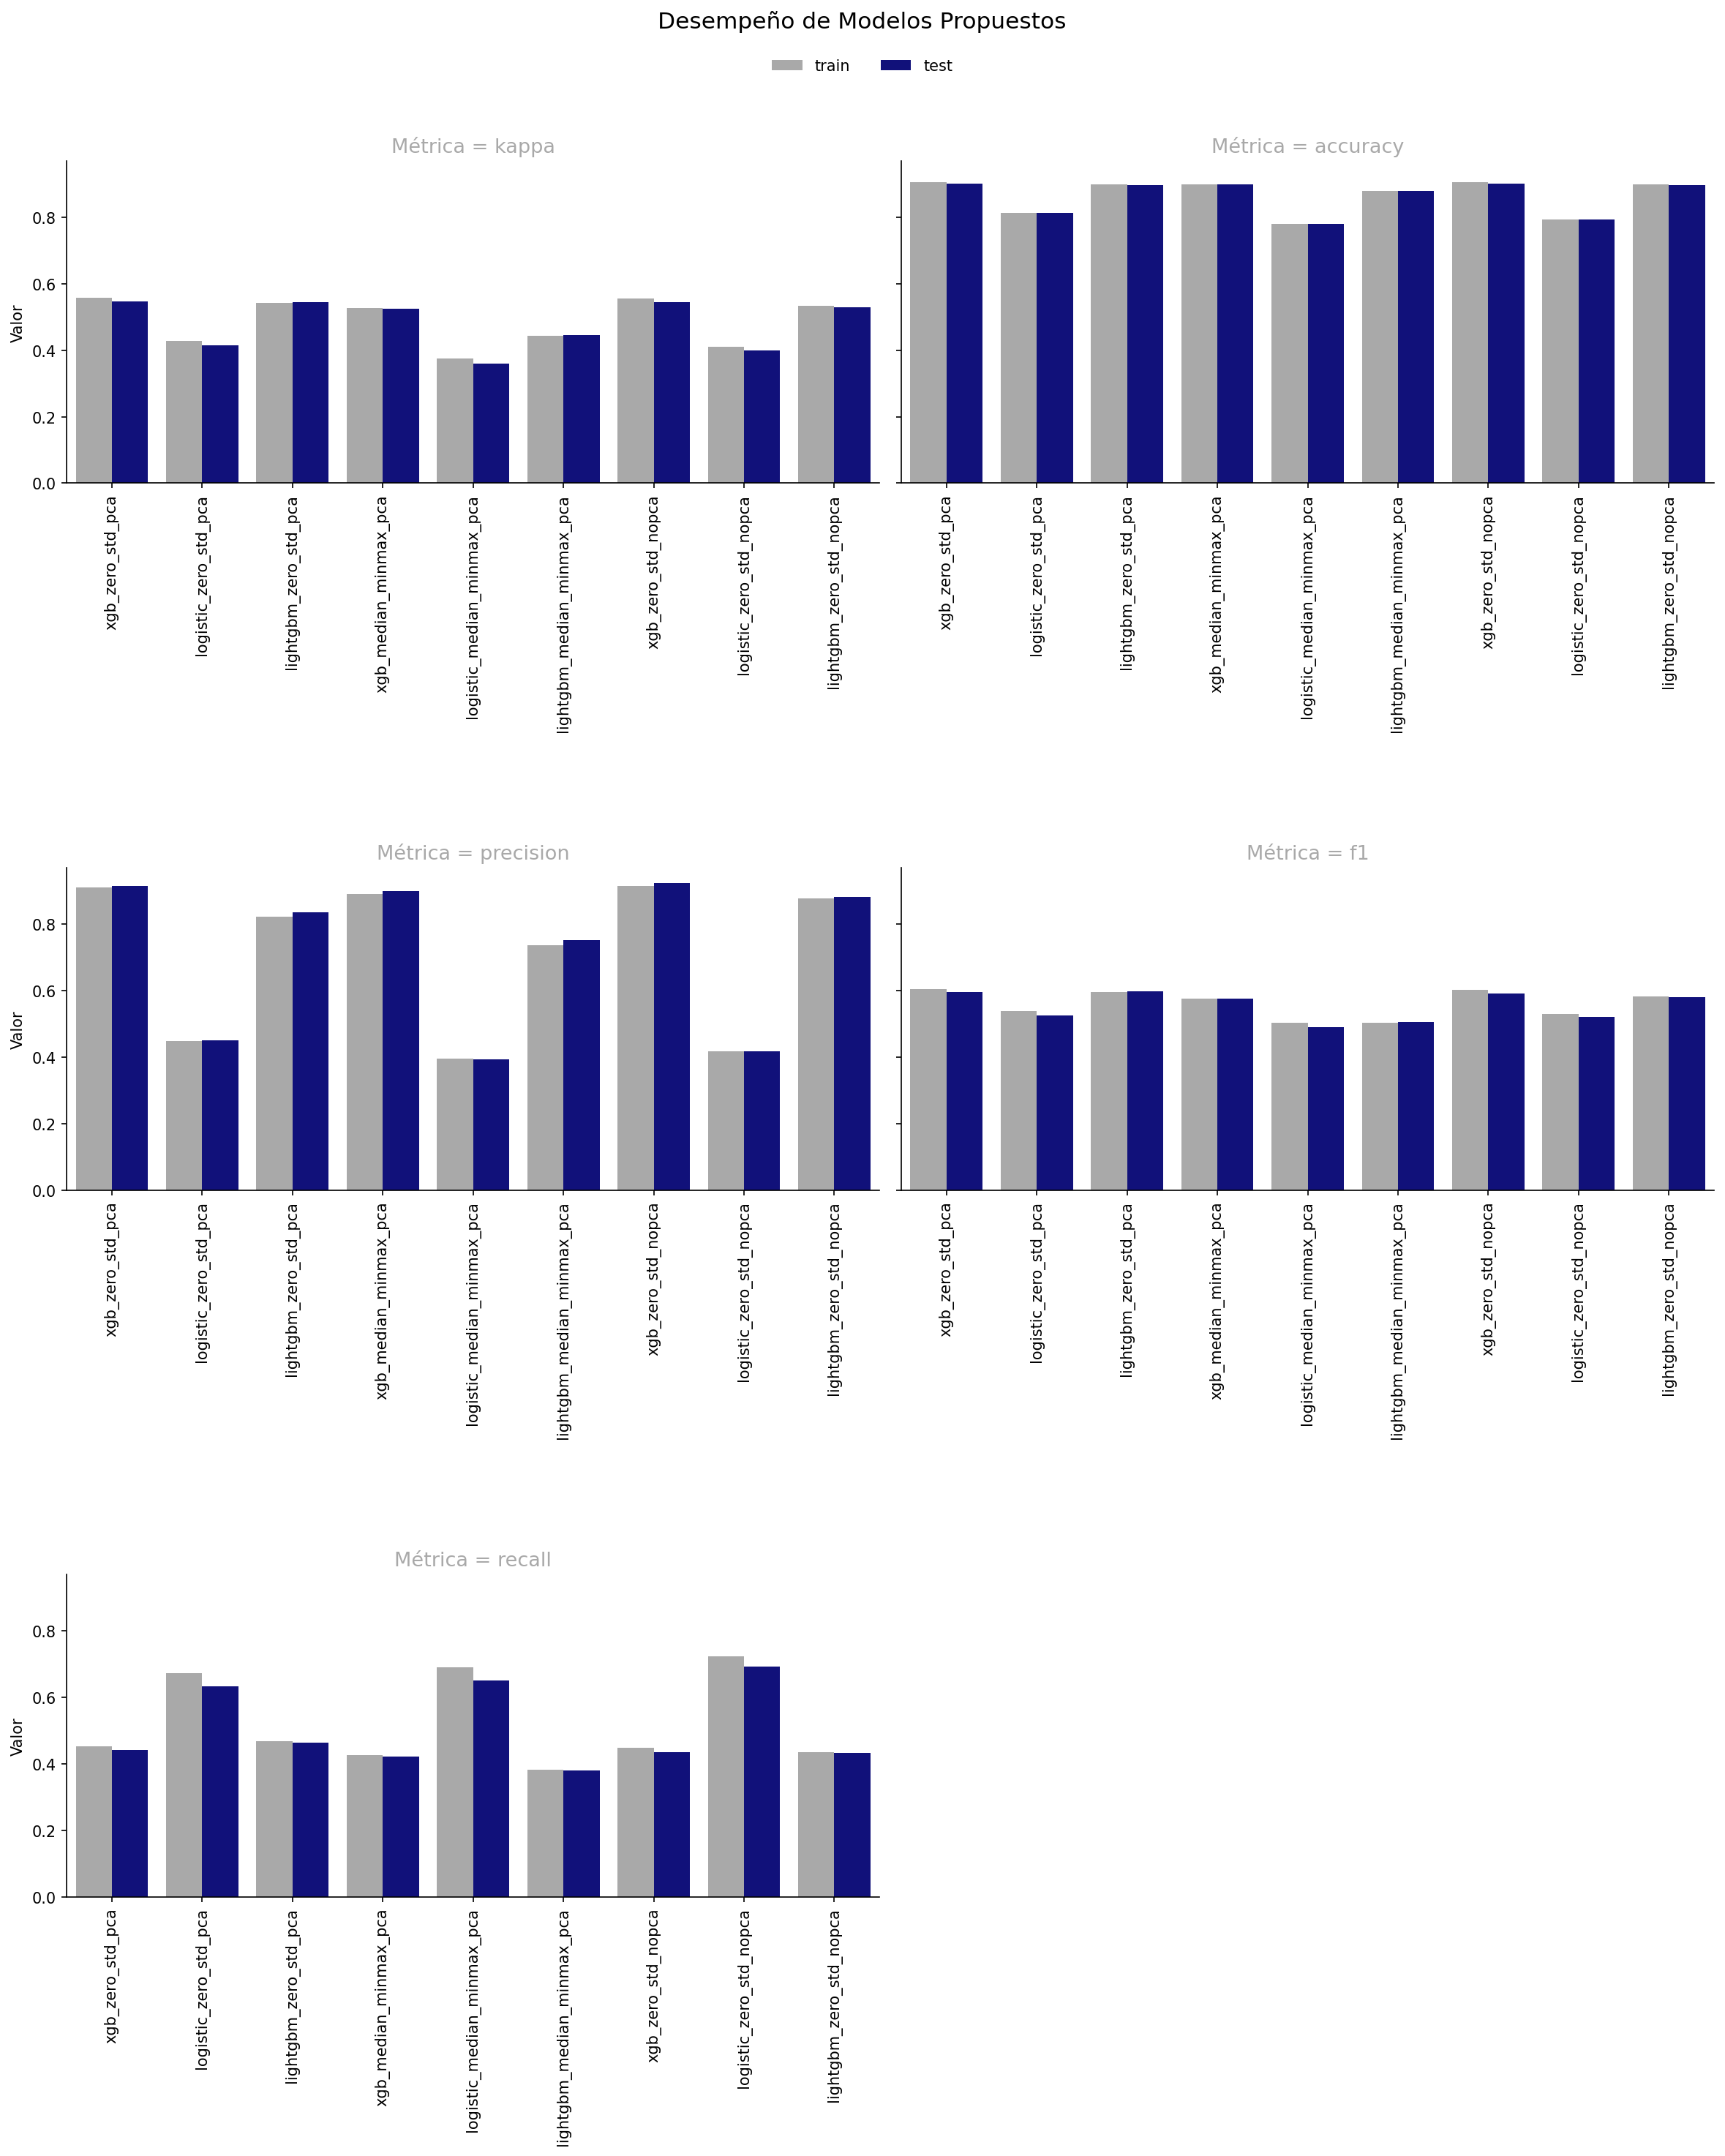 Desempeño de Modelos Propuestos
train
test
Métrica = kappa
Valor
0.8
0.6
0.4
0.2
0.0
xgb_zero_std_pca
logistic_zero_std_pca
lightgbm_zero_std_pca
xgb_median_minmax_pca
logistic_median_minmax_pca
lightgbm_median_minmax_pca
xgb_zero_std_nopca
logistic_zero_std_nopca
lightgbm_zero_std_nopca
Métrica = accuracy
xgb_zero_std_pca
logistic_zero_std_pca
lightgbm_zero_std_pca
xgb_median_minmax_pca
logistic_median_minmax_pca
lightgbm_median_minmax_pca
xgb_zero_std_nopca
logistic_zero_std_nopca
lightgbm_zero_std_nopca
Métrica = precision
Valor
0.8
0.6
0.4
0.2
0.0
xgb_zero_std_pca
logistic_zero_std_pca
lightgbm_zero_std_pca
xgb_median_minmax_pca
logistic_median_minmax_pca
lightgbm_median_minmax_pca
xgb_zero_std_nopca
logistic_zero_std_nopca
lightgbm_zero_std_nopca
Métrica = f1
xgb_zero_std_pca
logistic_zero_std_pca
lightgbm_zero_std_pca
xgb_median_minmax_pca
logistic_median_minmax_pca
lightgbm_median_minmax_pca
xgb_zero_std_nopca
logistic_zero_std_nopca
lightgbm_zero_std_nopca
Métrica = recall
Valor
0.8
0.6
0.4
0.2
0.0
xgb_zero_std_pca
logistic_zero_std_pca
lightgbm_zero_std_pca
xgb_median_minmax_pca
logistic_median_minmax_pca
lightgbm_median_minmax_pca
xgb_zero_std_nopca
logistic_zero_std_nopca
lightgbm_zero_std_nopca